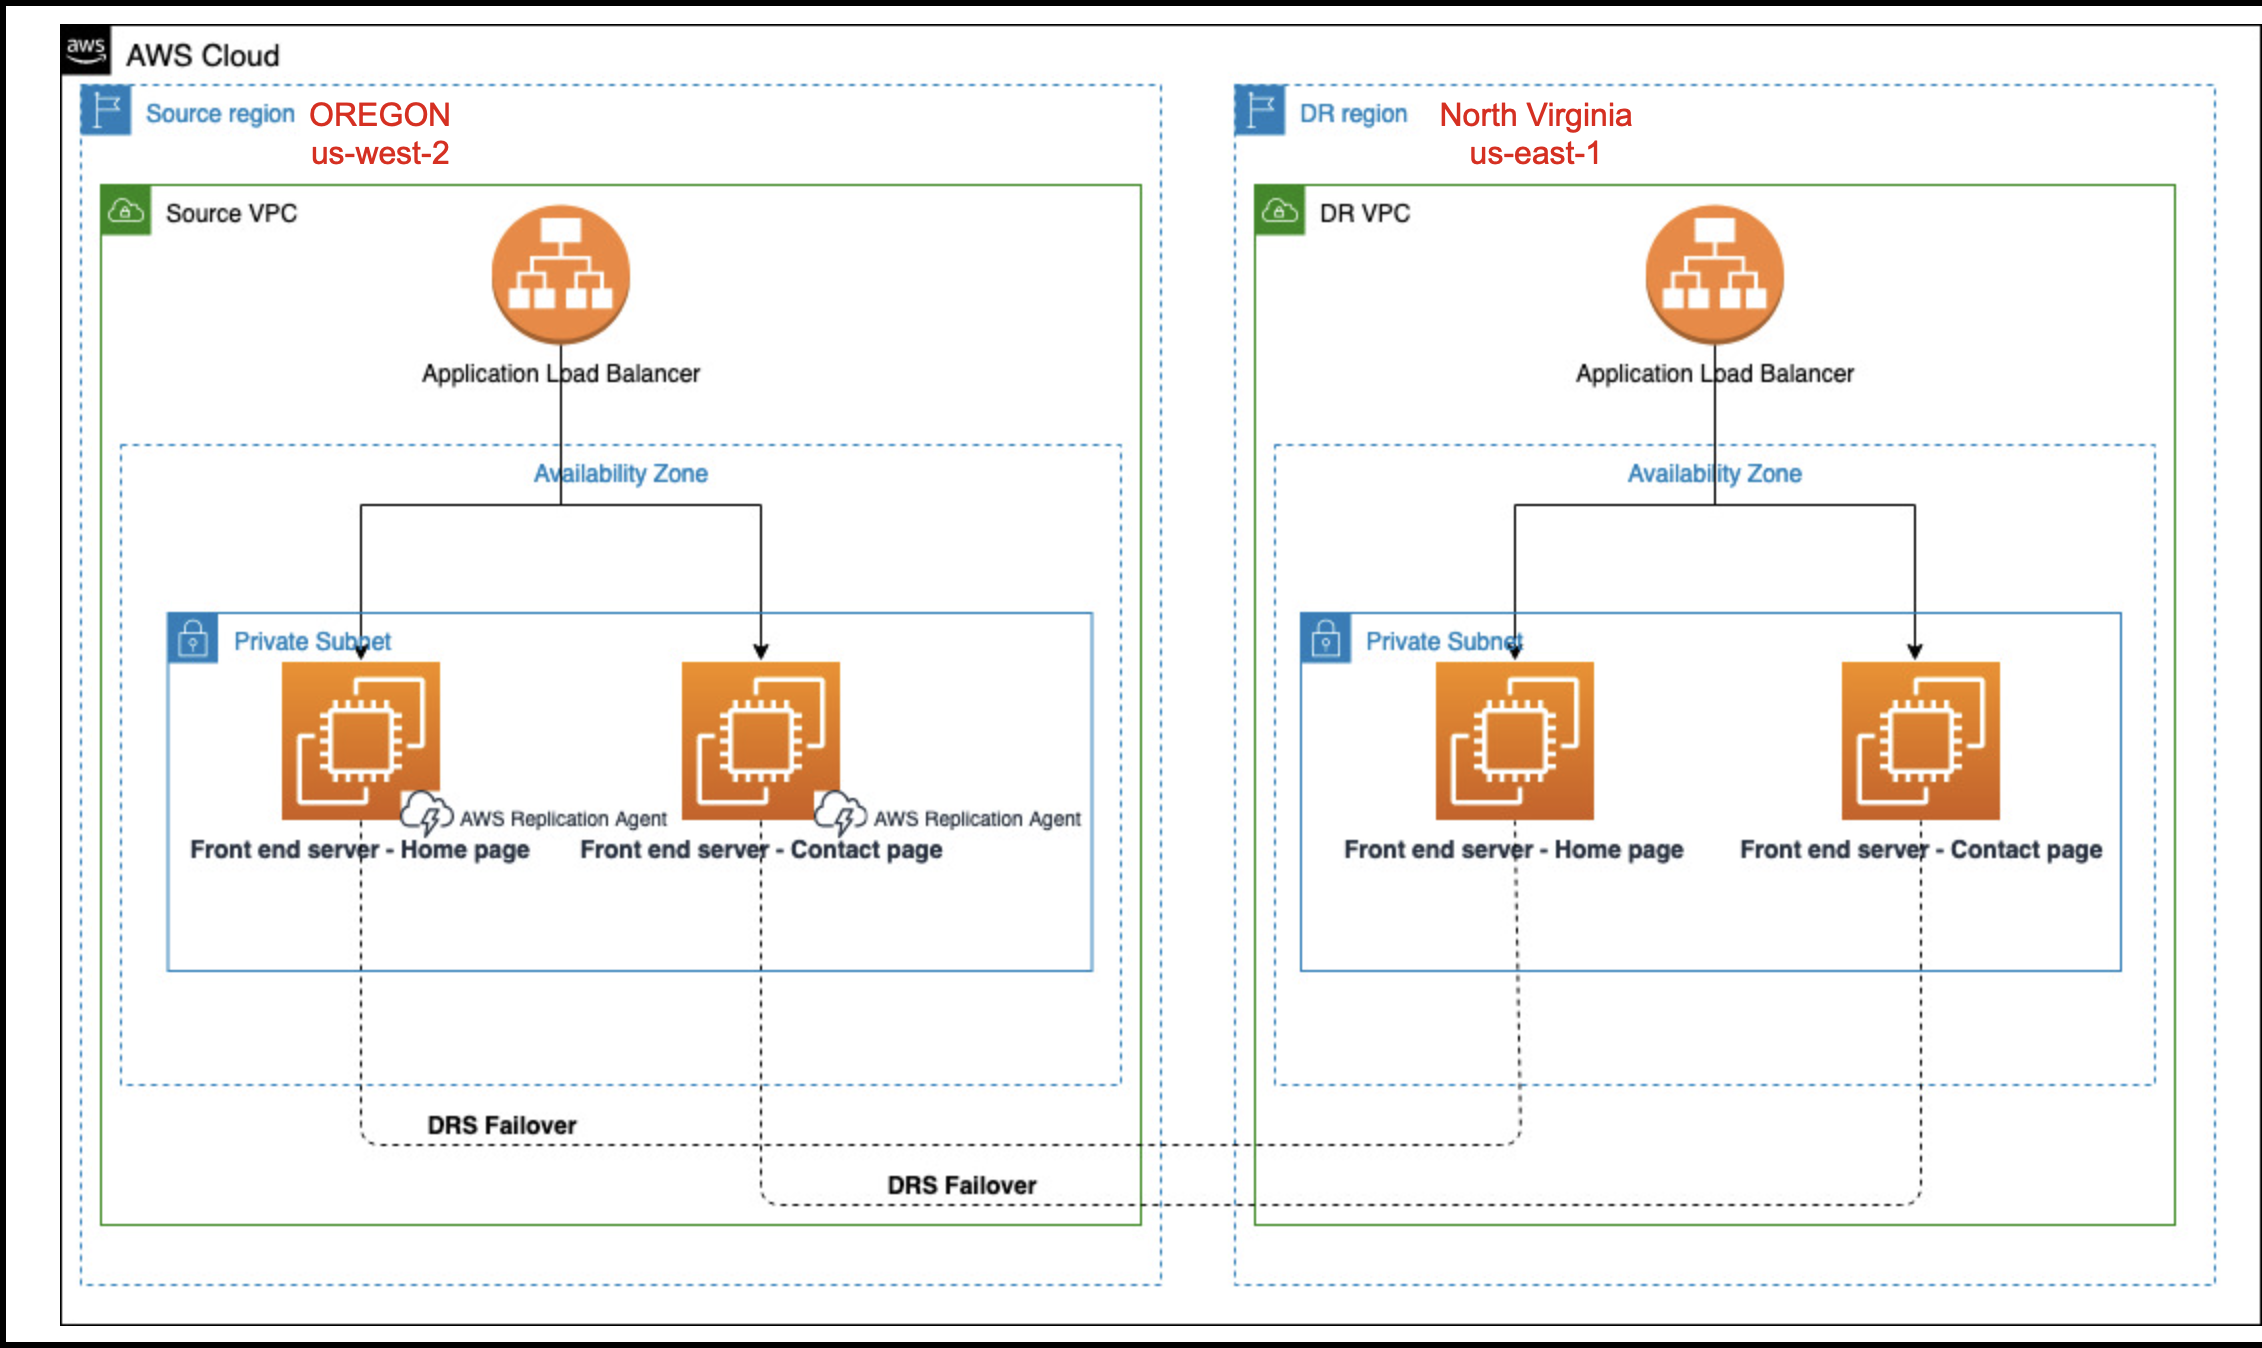 aws
AWS Cloud
Source region OREGON
us-west-2
DR region North Virginia
us-east-1
Source VPC
DR VPC
Application Load Balancer
Application Load Balancer
Availability Zone
Availability Zone
Private Subnet
Private Subnet
AWS Replication Agent
AWS Replication Agent
Front end server - Home page
Front end server - Contact page
Front end server - Home page
Front end server - Contact page
DRS Failover
DRS Failover